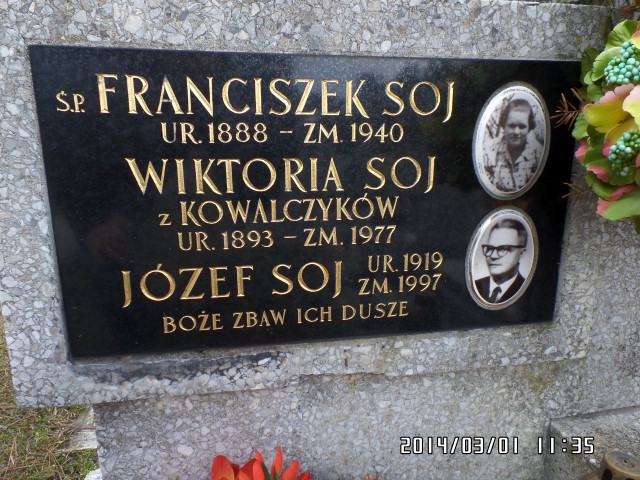 Ś.P. FRANCISZEK SOJ
UR. 1888 – ZM. 1940
WIKTORIA SOJ
z KOWALCZYKÓW
UR. 1893 – ZM. 1977
JÓZEF SOJ UR. 1919
ZM. 1997
BOŻE ZBAW ICH DUSZE
2014/03/01 11:35